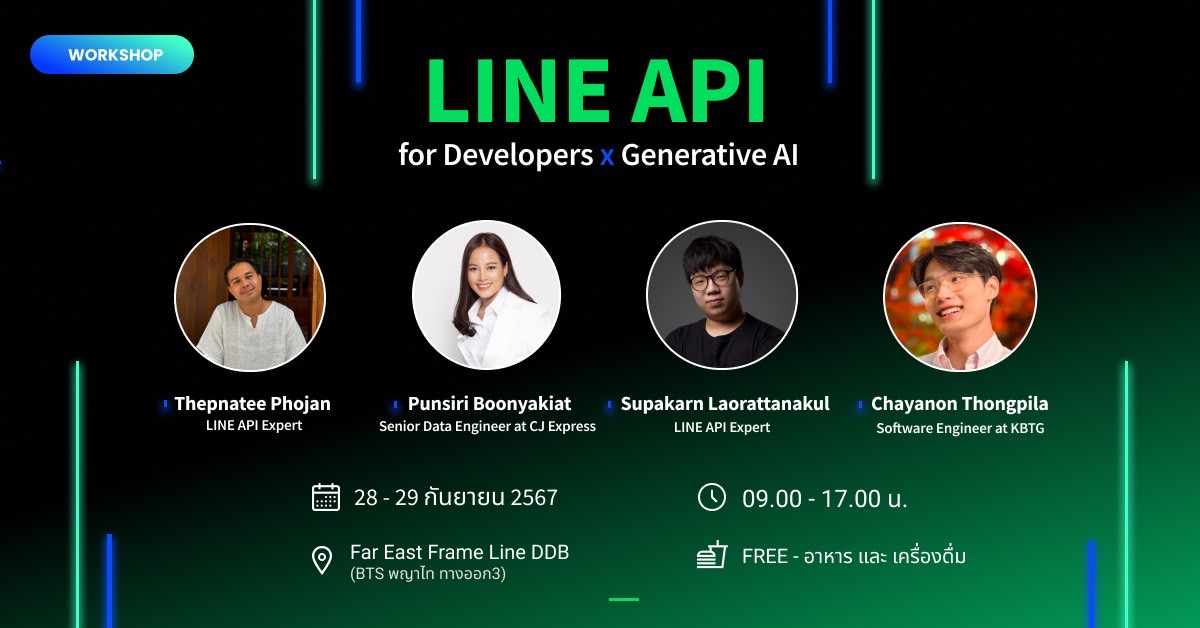 WORKSHOP
LINE API
for Developers x Generative AI
Thepnatee Phojan
LINE API Expert
Punsiri Boonyakiat
Senior Data Engineer at CJ Express
Supakarn Laorattanakul
LINE API Expert
Chayanon Thongpila
Software Engineer at KBTG
28 - 29 กันยายน 2567
09.00 - 17.00 น.
Far East Frame Line DDB
(BTS พญาไท ทางออก3)
FREE - อาหาร และ เครื่องดื่ม